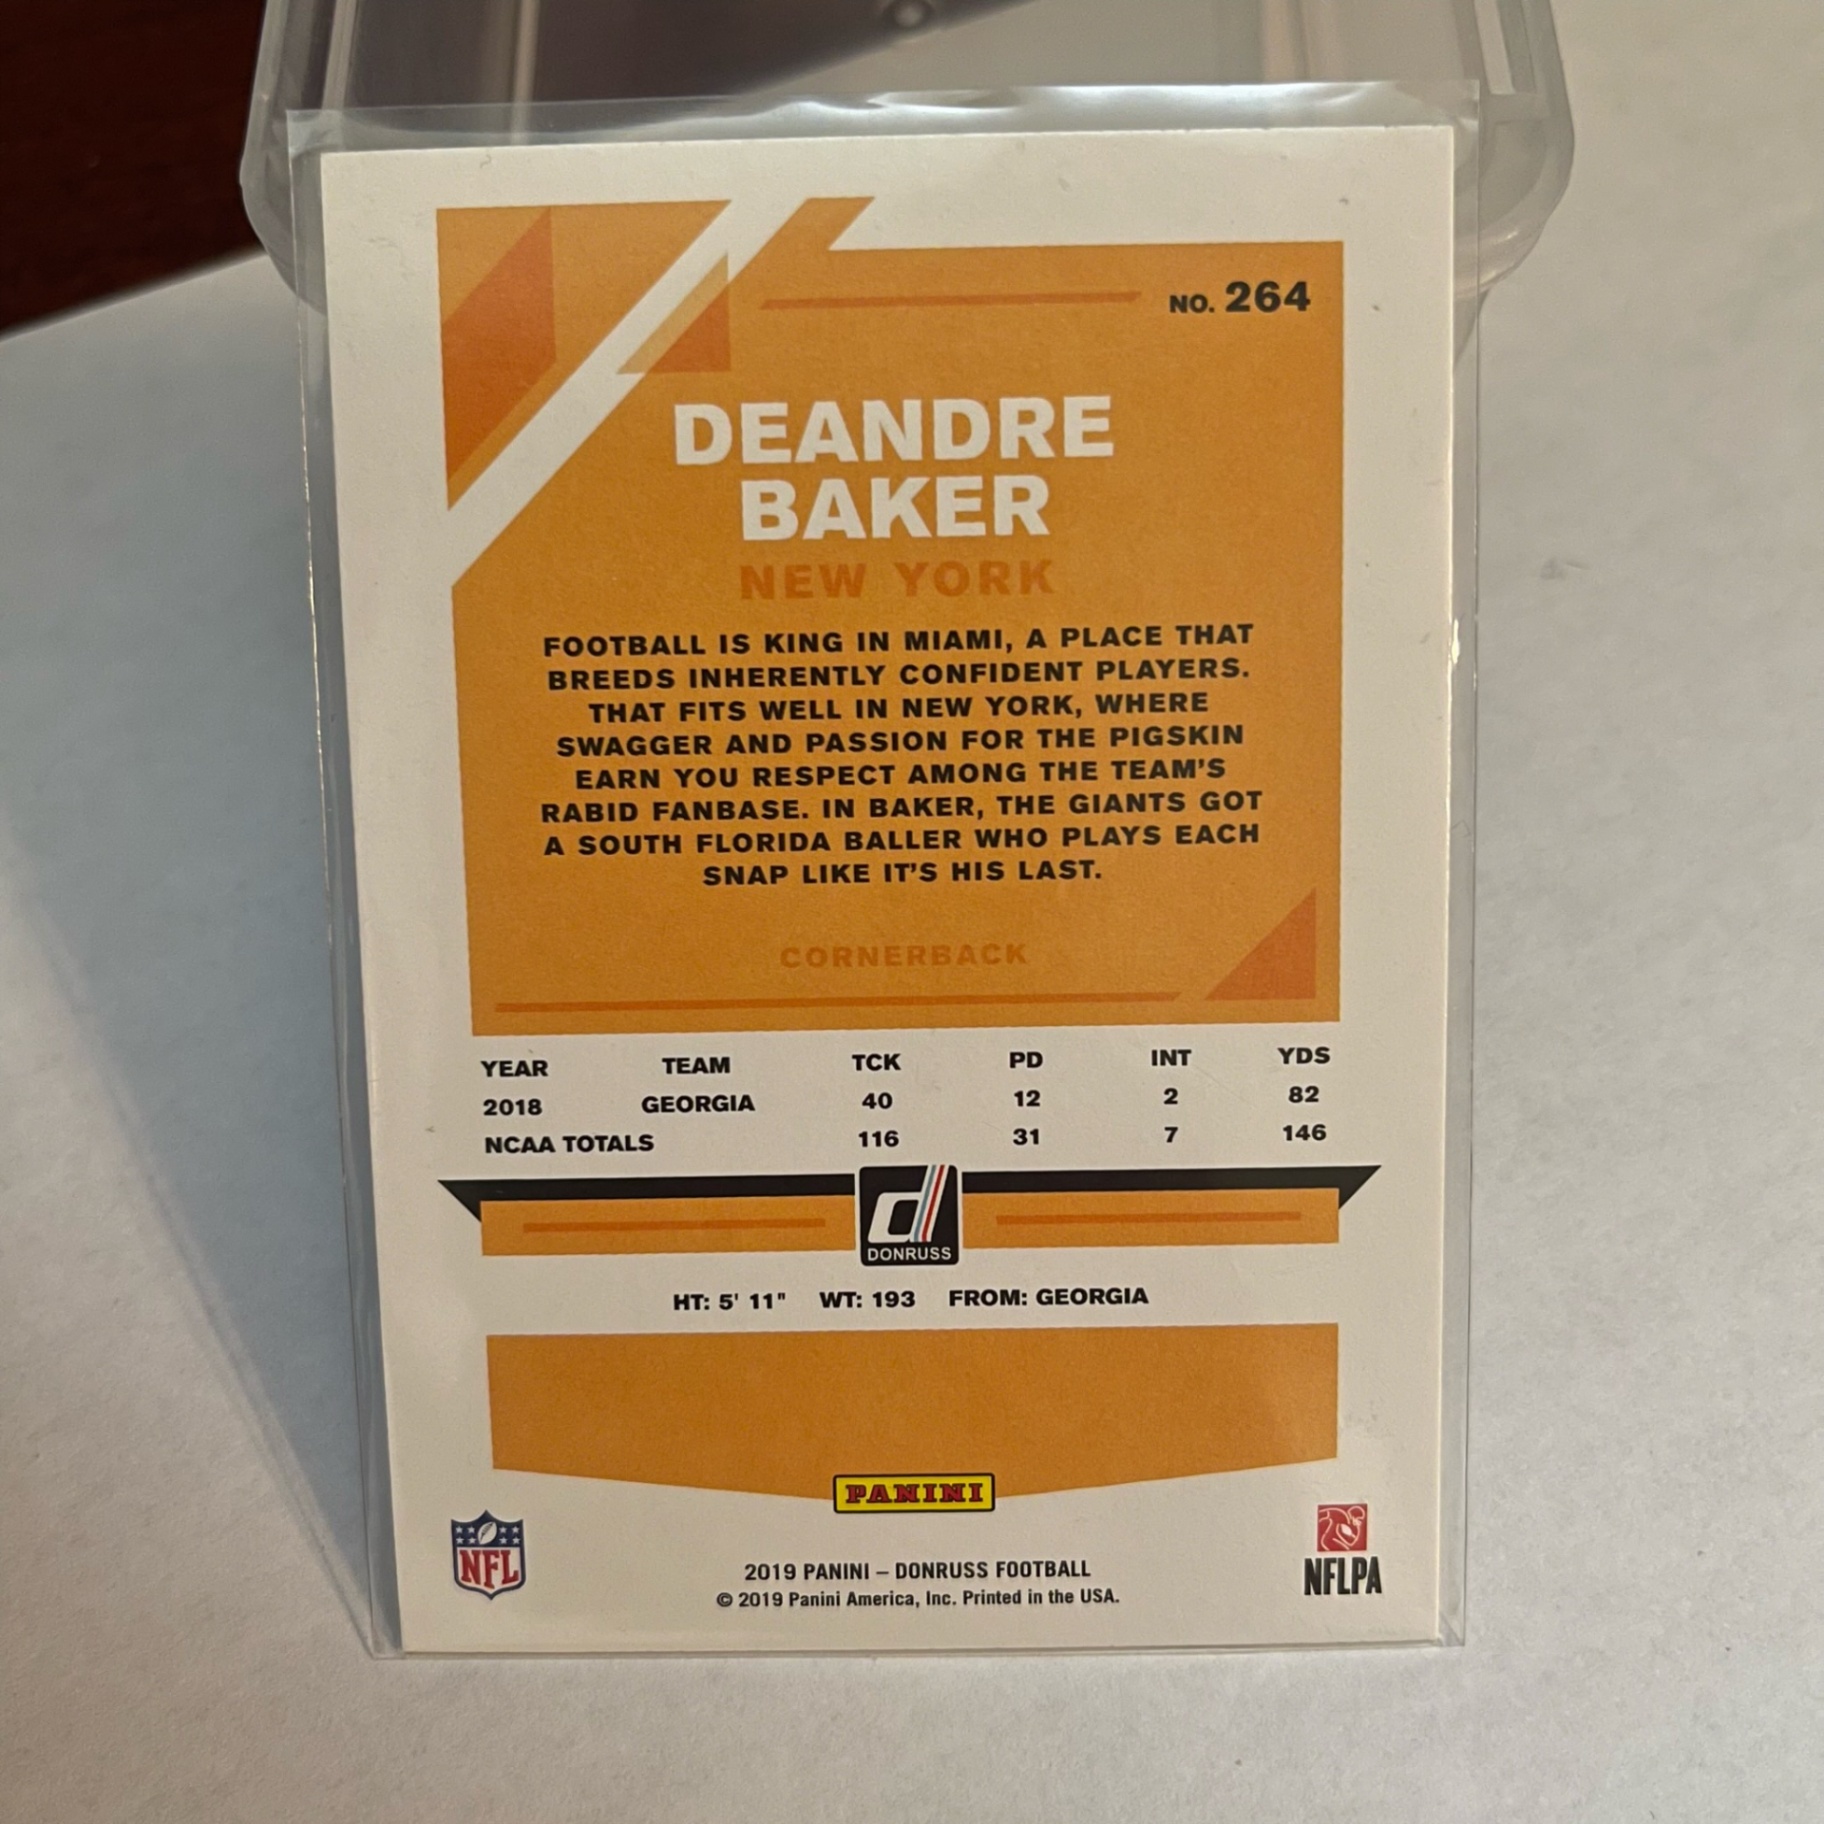 NO. 264
DEANDRE
BAKER
NEW YORK
FOOTBALL IS KING IN MIAMI, A PLACE THAT
BREEDS INHERENTLY CONFIDENT PLAYERS.
THAT FITS WELL IN NEW YORK, WHERE
SWAGGER AND PASSION FOR THE PIGSKIN
EARN YOU RESPECT AMONG THE TEAM'S
RABID FANBASE. IN BAKER, THE GIANTS GOT
A SOUTH FLORIDA BALLER WHO PLAYS EACH
SNAP LIKE IT'S HIS LAST.
CORNERBACK
YEAR TEAM TCK PD INT YDS
2018 GEORGIA 40 12 2 82
NCAA TOTALS 116 31 7 146
d
DONRUSS
HT: 5' 11" WT: 193 FROM: GEORGIA
PANINI
NFL
NFLPA
2019 PANINI – DONRUSS FOOTBALL
© 2019 Panini America, Inc. Printed in the USA.